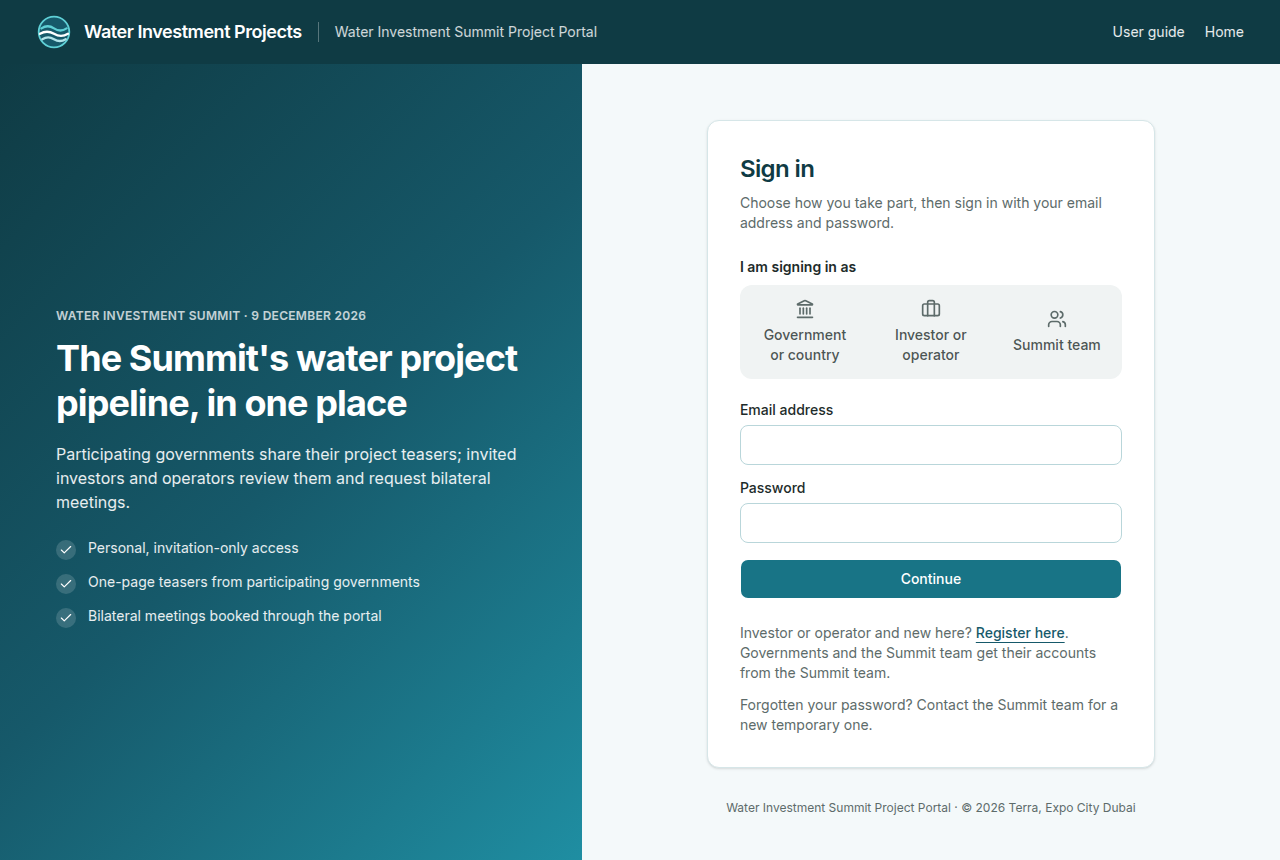 Water Investment Projects
Water Investment Summit Project Portal
User guide
Home
WATER INVESTMENT SUMMIT · 9 DECEMBER 2026
The Summit's water project
pipeline, in one place
Participating governments share their project teasers; invited
investors and operators review them and request bilateral
meetings.
Personal, invitation-only access
One-page teasers from participating governments
Bilateral meetings booked through the portal
Sign in
Choose how you take part, then sign in with your email
address and password.
I am signing in as
Government
or country
Investor or
operator
Summit team
Email address
Password
Continue
Investor or operator and new here? Register here.
Governments and the Summit team get their accounts
from the Summit team.
Forgotten your password? Contact the Summit team for a
new temporary one.
Water Investment Summit Project Portal · © 2026 Terra, Expo City Dubai